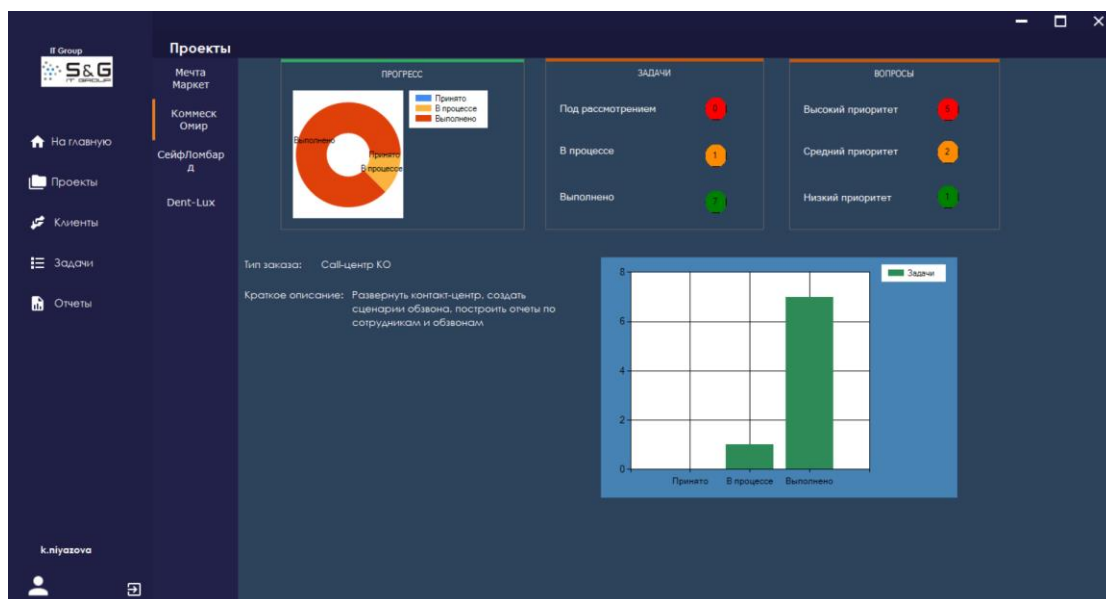 IT Group
S&G
IT GROUP
На главную
Проекты
Клиенты
Задачи
Отчеты
k.niyazova
Проекты
Мечта
Маркет
Коммеск
Омир
СейфЛомбар
д
Dent-Lux
ПРОГРЕСС
Принято
В процессе
Выполнено
Выполнено
Принято
В процессе
ЗАДАЧИ
Под рассмотрением 0
В процессе 1
Выполнено 7
ВОПРОСЫ
Высокий приоритет 5
Средний приоритет 2
Низкий приоритет 1
Тип заказа: Call-центр КО
Краткое описание: Развернуть контакт-центр, создать
сценарии обзвона, построить отчеты по
сотрудникам и обзвонам
Задачи
8
6
4
2
0
Принято В процессе Выполнено